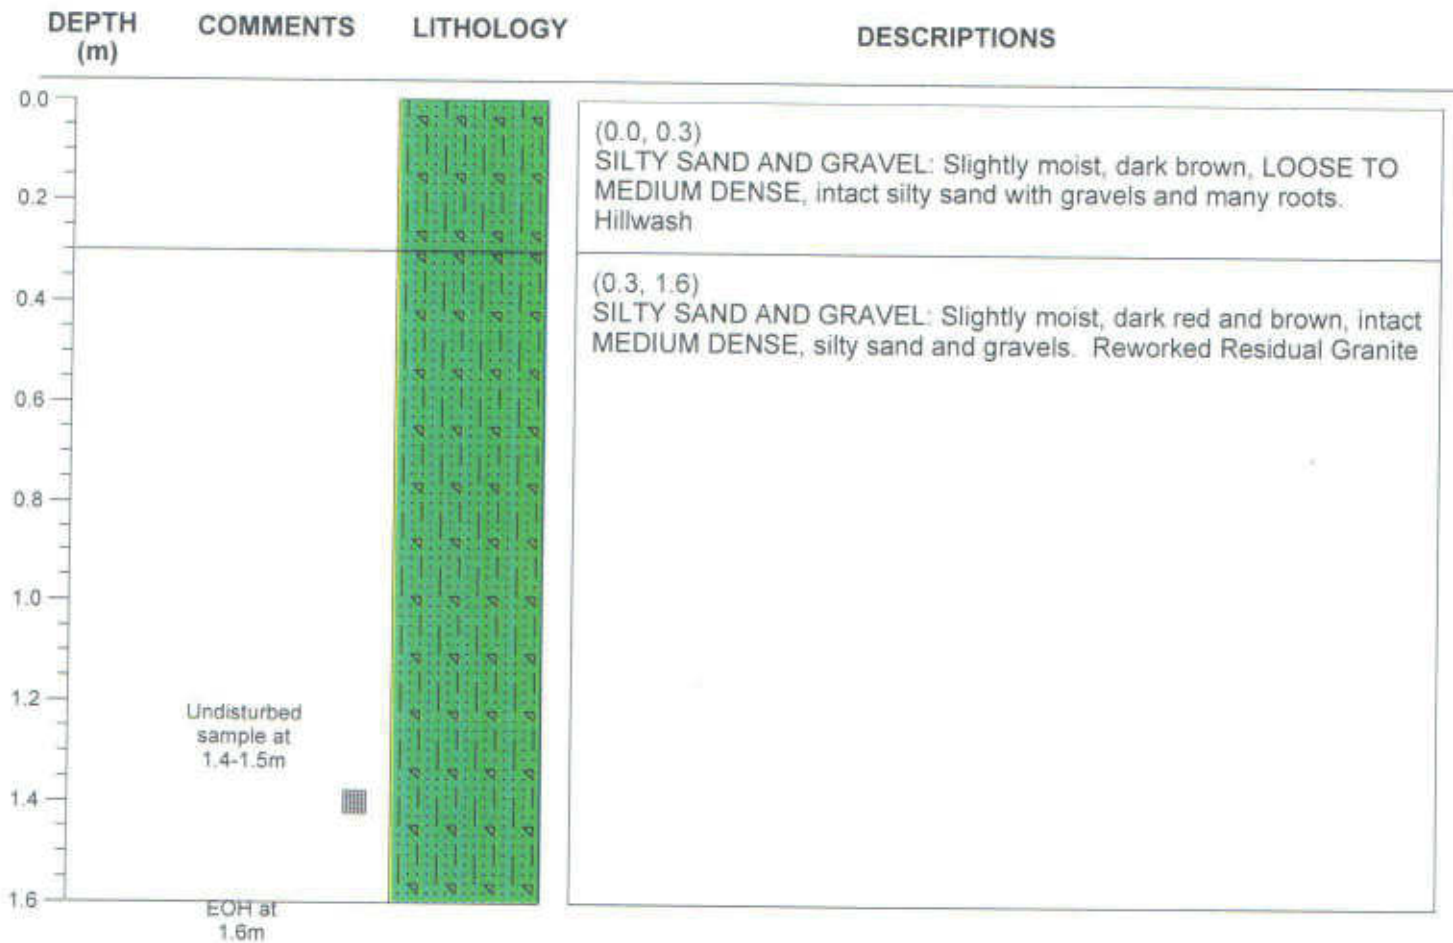 DEPTH (m) COMMENTS LITHOLOGY DESCRIPTIONS
0.0
(0.0, 0.3)
SILTY SAND AND GRAVEL: Slightly moist, dark brown, LOOSE TO
MEDIUM DENSE, intact silty sand with gravels and many roots.
Hillwash
0.2
(0.3, 1.6)
SILTY SAND AND GRAVEL: Slightly moist, dark red and brown, intact
MEDIUM DENSE, silty sand and gravels. Reworked Residual Granite
0.4
0.6
0.8
1.0
1.2
Undisturbed
sample at
1.4-1.5m
1.4
1.6
EOH at
1.6m